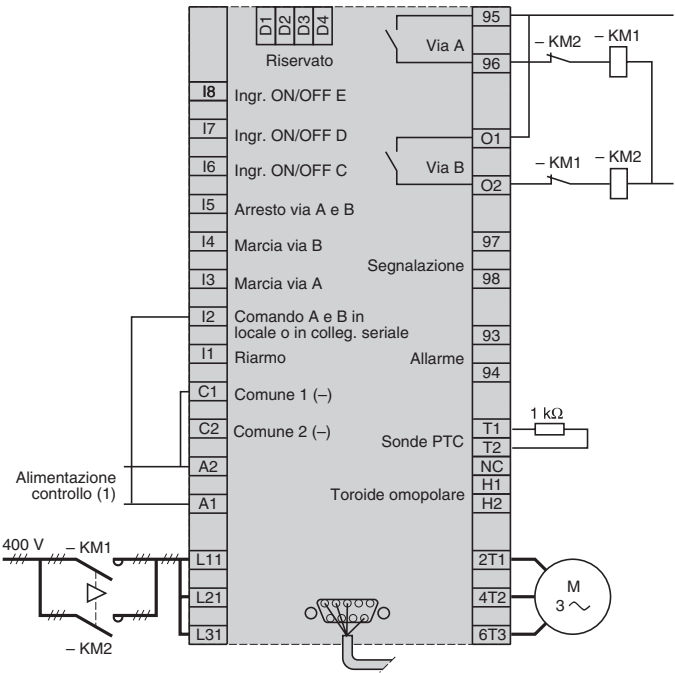 D1 D2 D3 D4
Riservato
I8 Ingr. ON/OFF E
I7 Ingr. ON/OFF D
I6 Ingr. ON/OFF C
I5 Arresto via A e B
I4 Marcia via B
I3 Marcia via A
I2 Comando A e B in
locale o in colleg. seriale
I1 Riarmo
C1 Comune 1 (–)
C2 Comune 2 (–)
A2
Alimentazione
controllo (1)
A1
400 V
– KM1
L11
L21
L31
– KM2
Via A
95
96
– KM2
– KM1
Via B
O1
O2
– KM1
– KM2
Segnalazione
97
98
Allarme
93
94
Sonde PTC
T1
T2
1 kΩ
NC
Toroide omopolare
H1
H2
2T1
4T2
6T3
M
3 ~